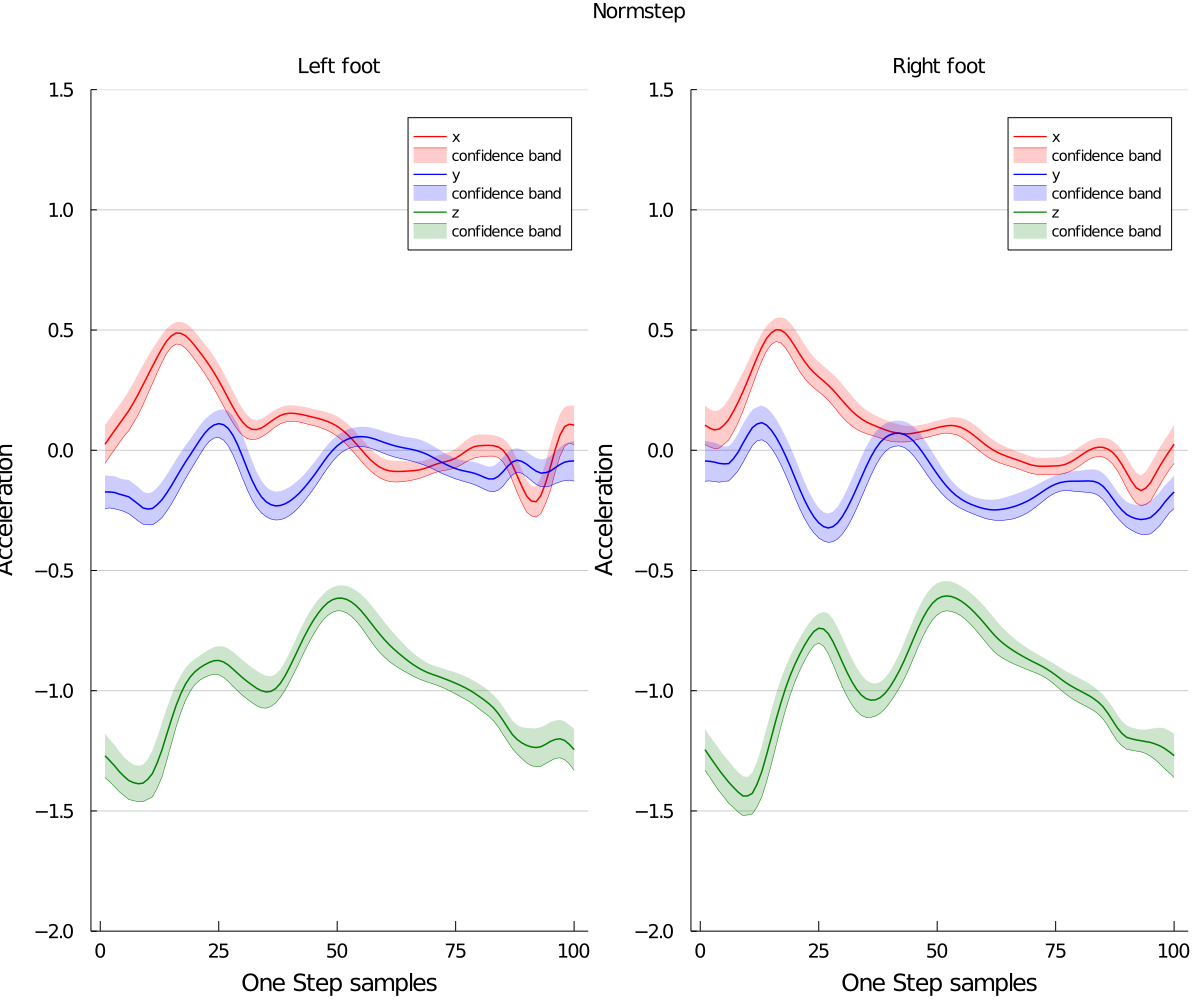 Normstep
Left foot
Acceleration
1.5
1.0
0.5
0.0
−0.5
−1.0
−1.5
−2.0
x
confidence band
y
confidence band
z
confidence band
0 25 50 75 100
One Step samples
Right foot
Acceleration
1.5
1.0
0.5
0.0
−0.5
−1.0
−1.5
−2.0
x
confidence band
y
confidence band
z
confidence band
0 25 50 75 100
One Step samples